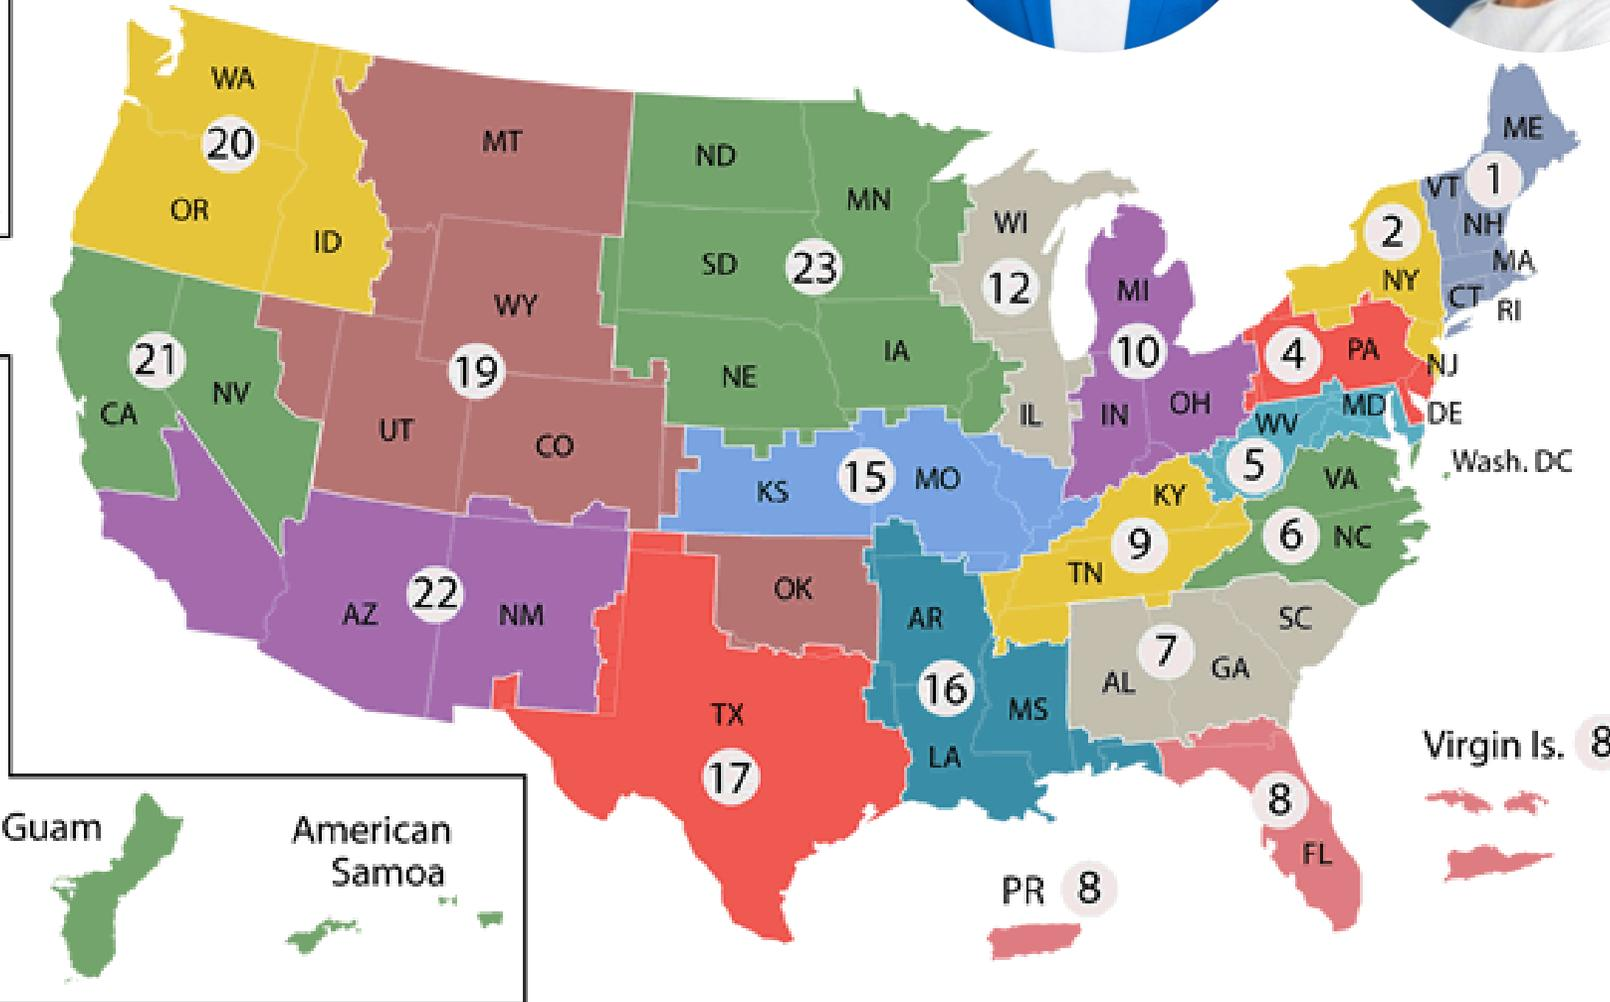 WA
20
OR
ID
MT
ND
MN
WI
ME
VT
1
NH
MA
CT
RI
2
NY
SD
23
12
MI
WY
21
NV
CA
19
NE
IA
10
4
PA
NJ
UT
CO
IL
IN
OH
WV
MD
DE
5
Wash. DC
KS
15
MO
KY
VA
9
6
NC
TN
AZ
22
NM
OK
AR
SC
7
AL
GA
16
MS
TX
17
LA
8
FL
Virgin Is. 8
PR 8
Guam
American
Samoa